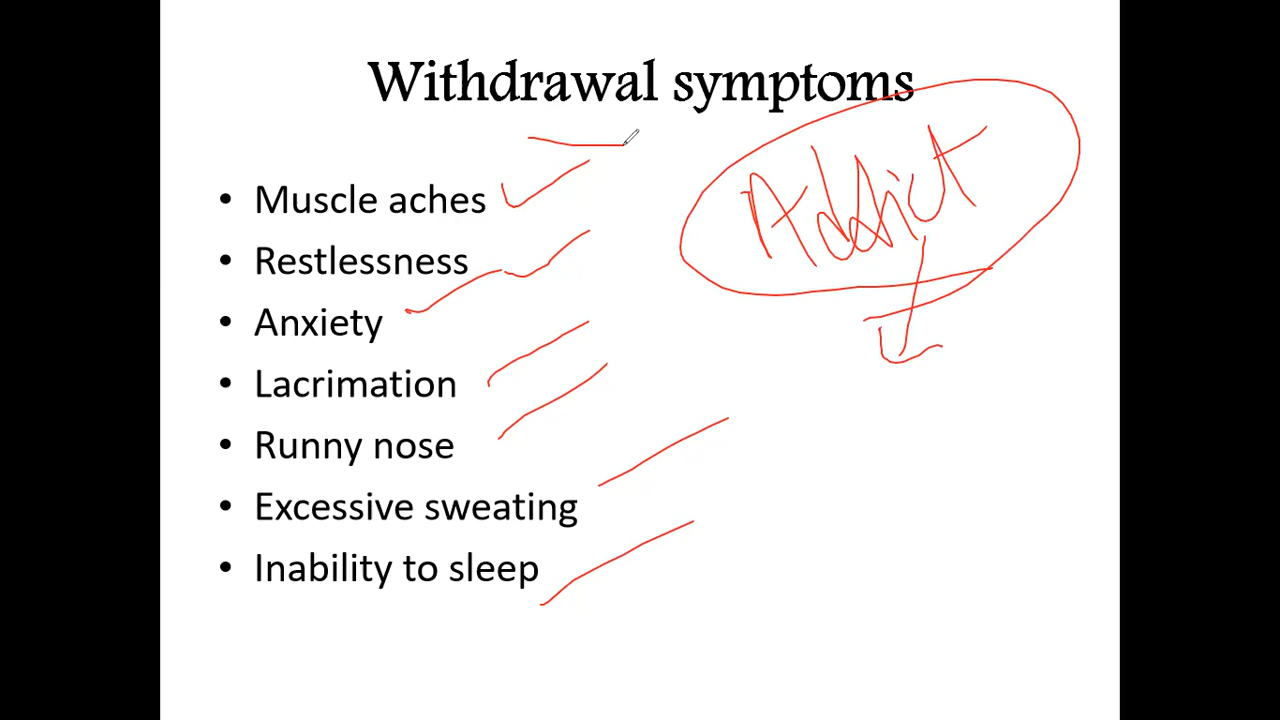 Withdrawal symptoms
Addict
• Muscle aches
• Restlessness
• Anxiety
• Lacrimation
• Runny nose
• Excessive sweating
• Inability to sleep